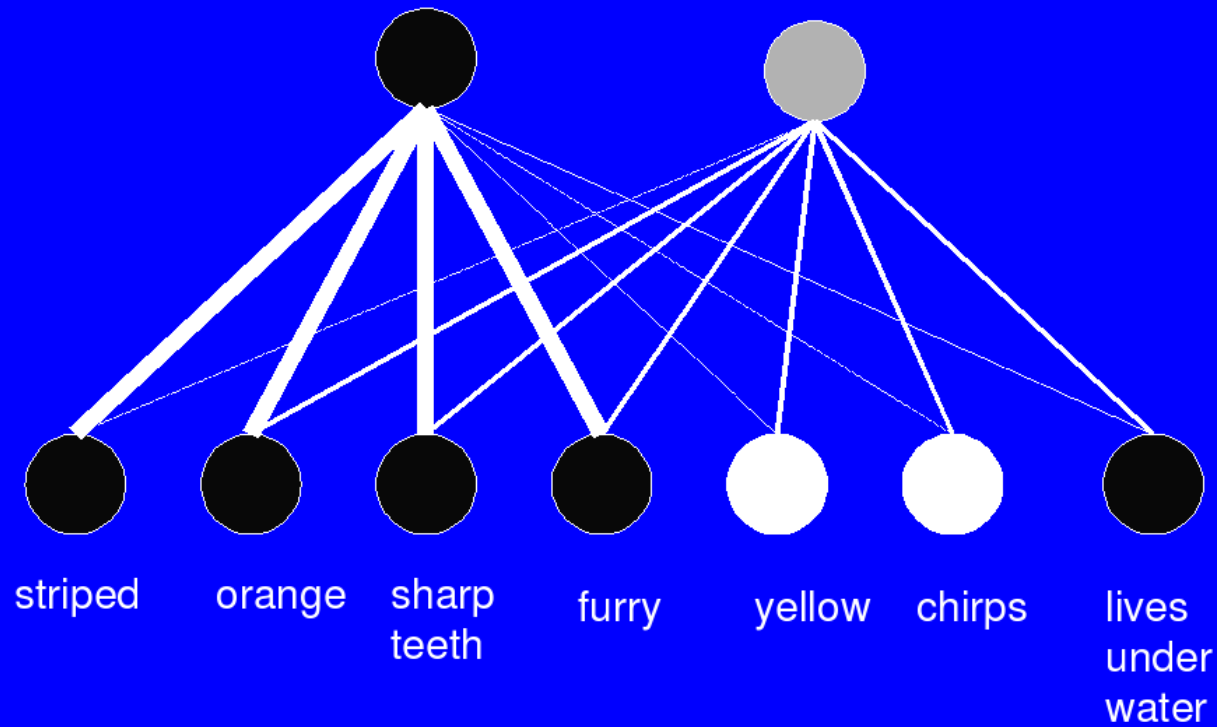 striped
orange
sharp
teeth
furry
yellow
chirps
lives
under
water